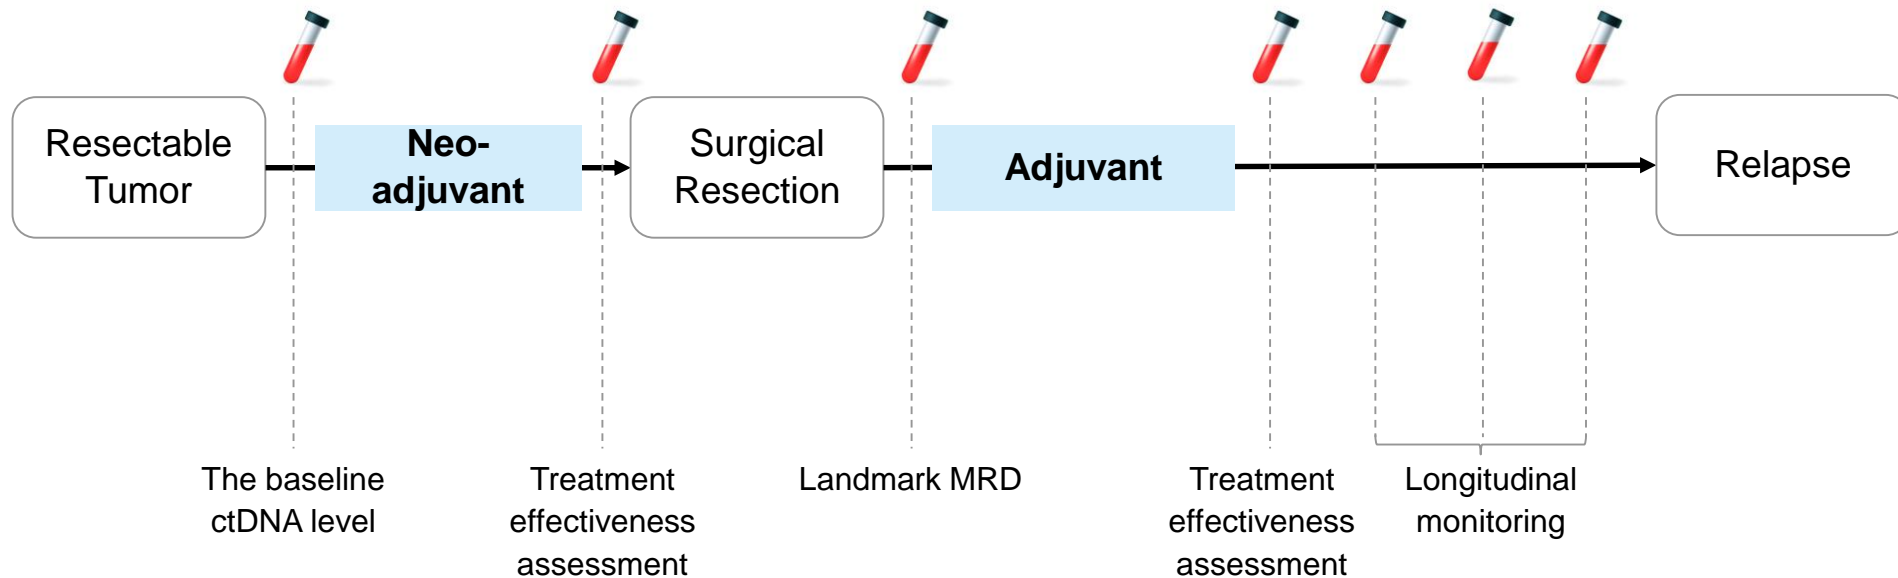 Resectable
Tumor
Neo-
adjuvant
Surgical
Resection
Adjuvant
Relapse
The baseline
ctDNA level
Treatment
effectiveness
assessment
Landmark MRD
Treatment
effectiveness
assessment
Longitudinal
monitoring